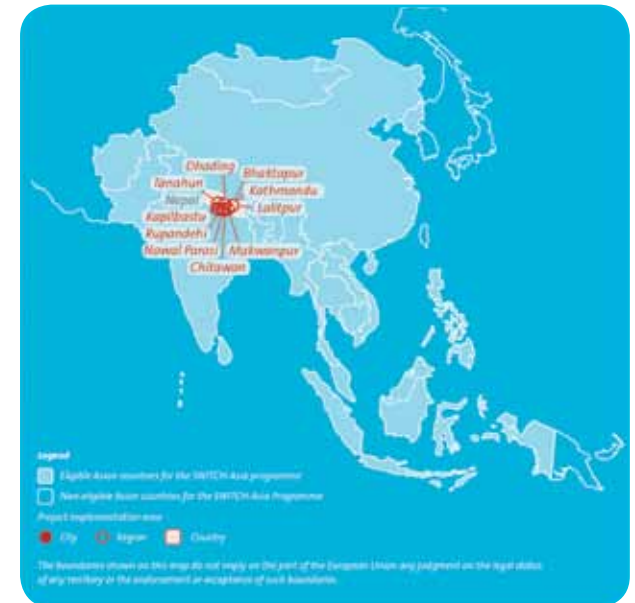 Dhading
Bhaktapur
Tanahun
Kathmandu
Nepal
Lalitpur
Kapilbastu
Rupandehi
Nawal Parasi
Makwanpur
Chitawan
Legend
Eligible Asian countries for the SWITCH-Asia programme
Non-eligible Asian countries for the SWITCH-Asia Programme
Project implementation area
City
Region
Country
The boundaries shown on this map do not imply on the part of the European Union any judgment on the legal status
of any territory or the endorsement or acceptance of such boundaries.